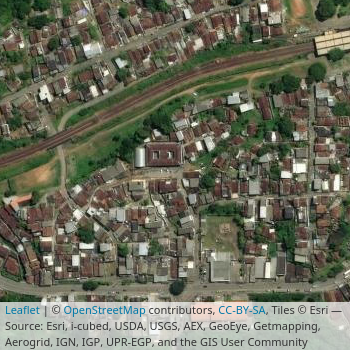 Leaflet | © OpenStreetMap contributors, CC-BY-SA, Tiles © Esri —
Source: Esri, i-cubed, USDA, USGS, AEX, GeoEye, Getmapping,
Aerogrid, IGN, IGP, UPR-EGP, and the GIS User Community